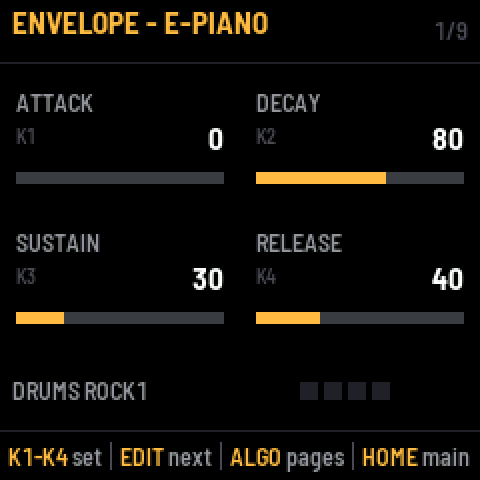 ENVELOPE - E-PIANO
1/9
ATTACK
K1
0
DECAY
K2
80
SUSTAIN
K3
30
RELEASE
K4
40
DRUMS ROCK 1
K1-K4 set | EDIT next | ALGO pages | HOME main